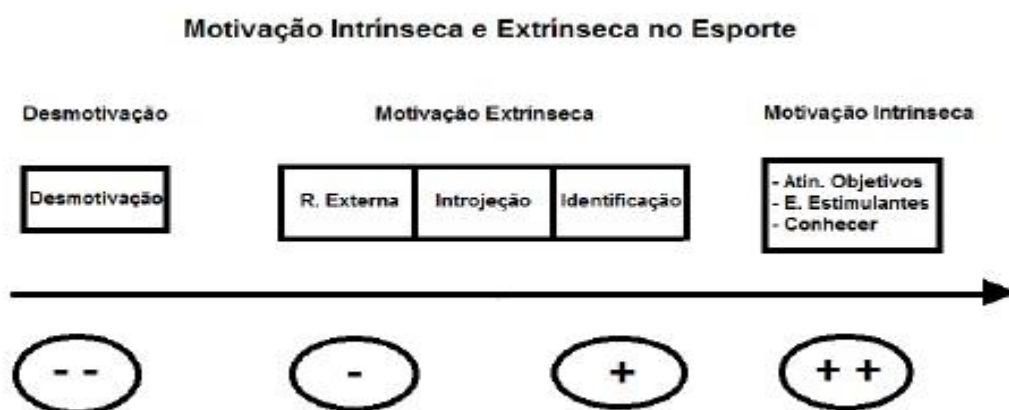 Motivação Intrínseca e Extrínseca no Esporte
Desmotivação
Motivação Extrínseca
Motivação Intrínseca
Desmotivação
R. Externa
Introjeção
Identificação
- Atin. Objetivos
- E. Estimulantes
- Conhecer
- -
-
+
+ +